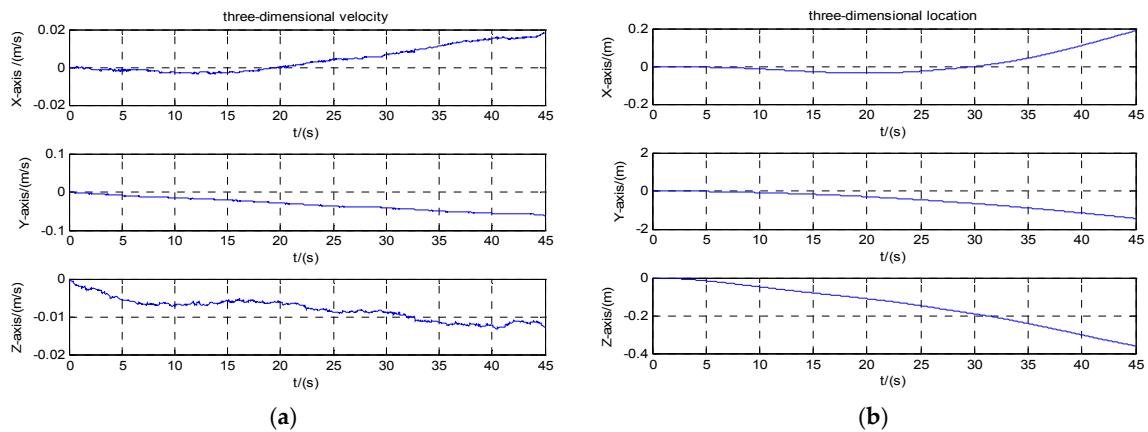 three-dimensional velocity
X-axis /(m/s)
0.02
0
-0.02
0 5 10 15 20 25 30 35 40 45
t/(s)
Y-axis/(m/s)
0.1
0
-0.1
0 5 10 15 20 25 30 35 40 45
t/(s)
Z-axis/(m/s)
0
-0.01
-0.02
0 5 10 15 20 25 30 35 40 45
t/(s)
(a)
three-dimensional location
X-axis/(m)
0.2
0
-0.2
0 5 10 15 20 25 30 35 40 45
t/(s)
Y-axis/(m)
2
0
-2
0 5 10 15 20 25 30 35 40 45
t/(s)
Z-axis/(m)
0
-0.2
-0.4
0 5 10 15 20 25 30 35 40 45
t/(s)
(b)